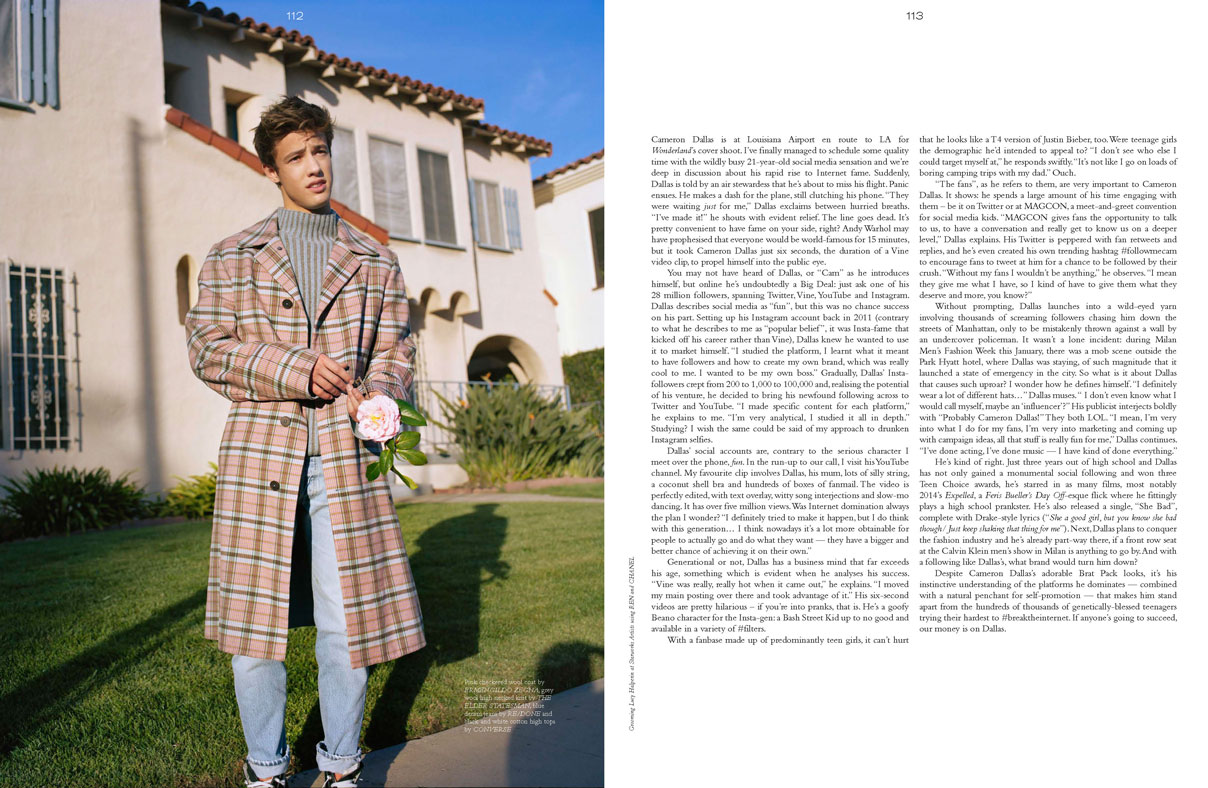 112
Pink checkered wool coat by
ERMENGILDO ZEGNA, grey
wool high necked knit by THE
ELDER STATESMAN, blue
denim jeans by RE/DONE and
black and white cotton high tops
by CONVERSE
113
Cameron Dallas is at Louisiana Airport en route to LA for
Wonderland's cover shoot. I've finally managed to schedule some quality
time with the wildly busy 21-year-old social media sensation and we're
deep in discussion about his rapid rise to Internet fame. Suddenly,
Dallas is told by an air stewardess that he's about to miss his flight. Panic
ensues. He makes a dash for the plane, still clutching his phone. “They
were waiting just for me,” Dallas exclaims between hurried breaths.
“I've made it!” he shouts with evident relief. The line goes dead. It's
pretty convenient to have fame on your side, right? Andy Warhol may
have prophesised that everyone would be world-famous for 15 minutes,
but it took Cameron Dallas just six seconds, the duration of a Vine
video clip, to propel himself into the public eye.
You may not have heard of Dallas, or “Cam” as he introduces
himself, but online he's undoubtedly a Big Deal: just ask one of his
28 million followers, spanning Twitter, Vine, YouTube and Instagram.
Dallas describes social media as “fun”, but this was no chance success
on his part. Setting up his Instagram account back in 2011 (contrary
to what he describes to me as “popular belief”, it was Insta-fame that
kicked off his career rather than Vine), Dallas knew he wanted to use
it to market himself. “I studied the platform, I learnt what it meant
to have followers and how to create my own brand, which was really
cool to me. I wanted to be my own boss.” Gradually, Dallas' Insta-
followers crept from 200 to 1,000 to 100,000 and, realising the potential
of his venture, he decided to bring his newfound following across to
Twitter and YouTube. “I made specific content for each platform,”
he explains to me. “I'm very analytical, I studied it all in depth.”
Studying? I wish the same could be said of my approach to drunken
Instagram selfies.
Dallas' social accounts are, contrary to the serious character I
meet over the phone, fun. In the run-up to our call, I visit his YouTube
channel. My favourite clip involves Dallas, his mum, lots of silly string,
a coconut shell bra and hundreds of boxes of fanmail. The video is
perfectly edited, with text overlay, witty song interjections and slow-mo
dancing. It has over five million views. Was Internet domination always
the plan I wonder? “I definitely tried to make it happen, but I do think
with this generation… I think nowadays it's a lot more obtainable for
people to actually go and do what they want — they have a bigger and
better chance of achieving it on their own.”
Generational or not, Dallas has a business mind that far exceeds
his age, something which is evident when he analyses his success.
“Vine was really, really hot when it came out,” he explains. “I moved
my main posting over there and took advantage of it.” His six-second
videos are pretty hilarious – if you're into pranks, that is. He's a goofy
Beano character for the Insta-gen: a Bash Street Kid up to no good and
available in a variety of #filters.
With a fanbase made up of predominantly teen girls, it can't hurt
that he looks like a T4 version of Justin Bieber, too. Were teenage girls
the demographic he'd intended to appeal to? “I don't see who else I
could target myself at,” he responds swiftly. “It's not like I go on loads of
boring camping trips with my dad.” Ouch.
“The fans”, as he refers to them, are very important to Cameron
Dallas. It shows: he spends a large amount of his time engaging with
them – be it on Twitter or at MAGCON, a meet-and-greet convention
for social media kids. “MAGCON gives fans the opportunity to talk
to us, to have a conversation and really get to know us on a deeper
level,” Dallas explains. His Twitter is peppered with fan retweets and
replies, and he's even created his own trending hashtag #followmecam
to encourage fans to tweet at him for a chance to be followed by their
crush. “Without my fans I wouldn't be anything,” he observes. “I mean
they give me what I have, so I kind of have to give them what they
deserve and more, you know?”
Without prompting, Dallas launches into a wild-eyed yarn
involving thousands of screaming followers chasing him down the
streets of Manhattan, only to be mistakenly thrown against a wall by
an undercover policeman. It wasn't a lone incident: during Milan
Men's Fashion Week this January, there was a mob scene outside the
Park Hyatt hotel, where Dallas was staying, of such magnitude that it
launched a state of emergency in the city. So what is it about Dallas
that causes such uproar? I wonder how he defines himself. “I definitely
wear a lot of different hats…” Dallas muses. “ I don't even know what I
would call myself, maybe an ‘influencer’?” His publicist interjects boldly
with “Probably Cameron Dallas!” They both LOL. “I mean, I'm very
into what I do for my fans, I'm very into marketing and coming up
with campaign ideas, all that stuff is really fun for me,” Dallas continues.
“I've done acting, I've done music — I have kind of done everything.”
He's kind of right. Just three years out of high school and Dallas
has not only gained a monumental social following and won three
Teen Choice awards, he's starred in as many films, most notably
2014's Expelled, a Feris Bueller's Day Off-esque flick where he fittingly
plays a high school prankster. He's also released a single, “She Bad”,
complete with Drake-style lyrics (“She a good girl, but you know she bad
though/ Just keep shaking that thing for me”). Next, Dallas plans to conquer
the fashion industry and he's already part-way there, if a front row seat
at the Calvin Klein men's show in Milan is anything to go by. And with
a following like Dallas's, what brand would turn him down?
Despite Cameron Dallas's adorable Brat Pack looks, it's his
instinctive understanding of the platforms he dominates — combined
with a natural penchant for self-promotion — that makes him stand
apart from the hundreds of thousands of genetically-blessed teenagers
trying their hardest to #breaktheinternet. If anyone's going to succeed,
our money is on Dallas.
Grooming Lucy Halperin at Starworks Artists using REN and CHANEL